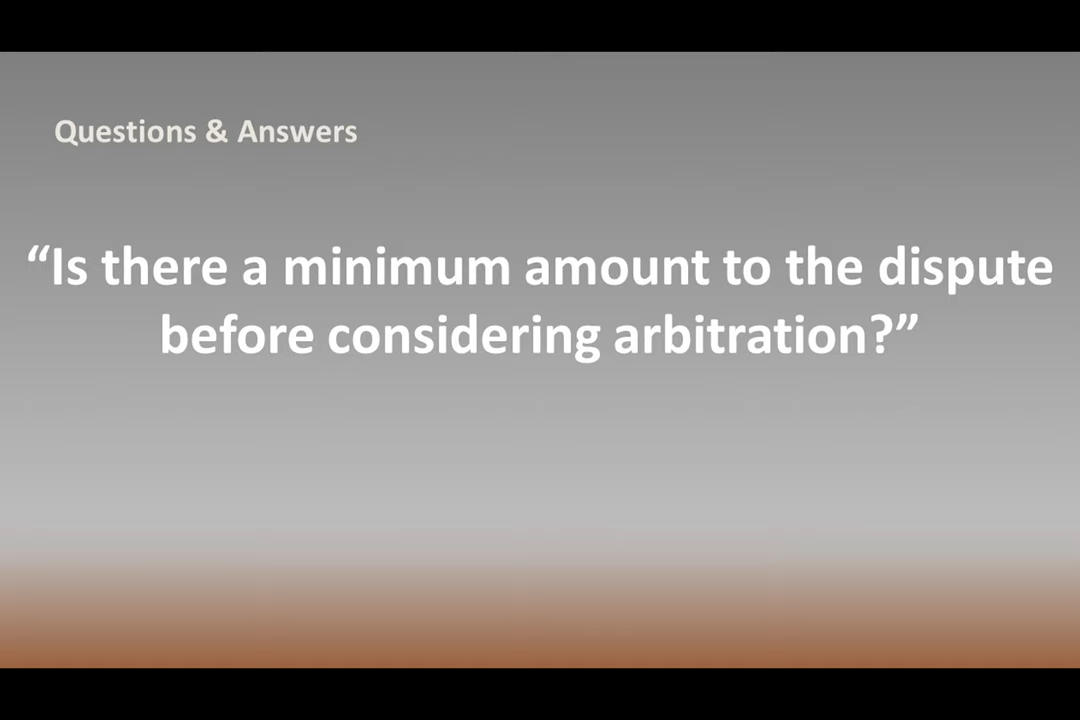 Questions & Answers
“Is there a minimum amount to the dispute
before considering arbitration?”